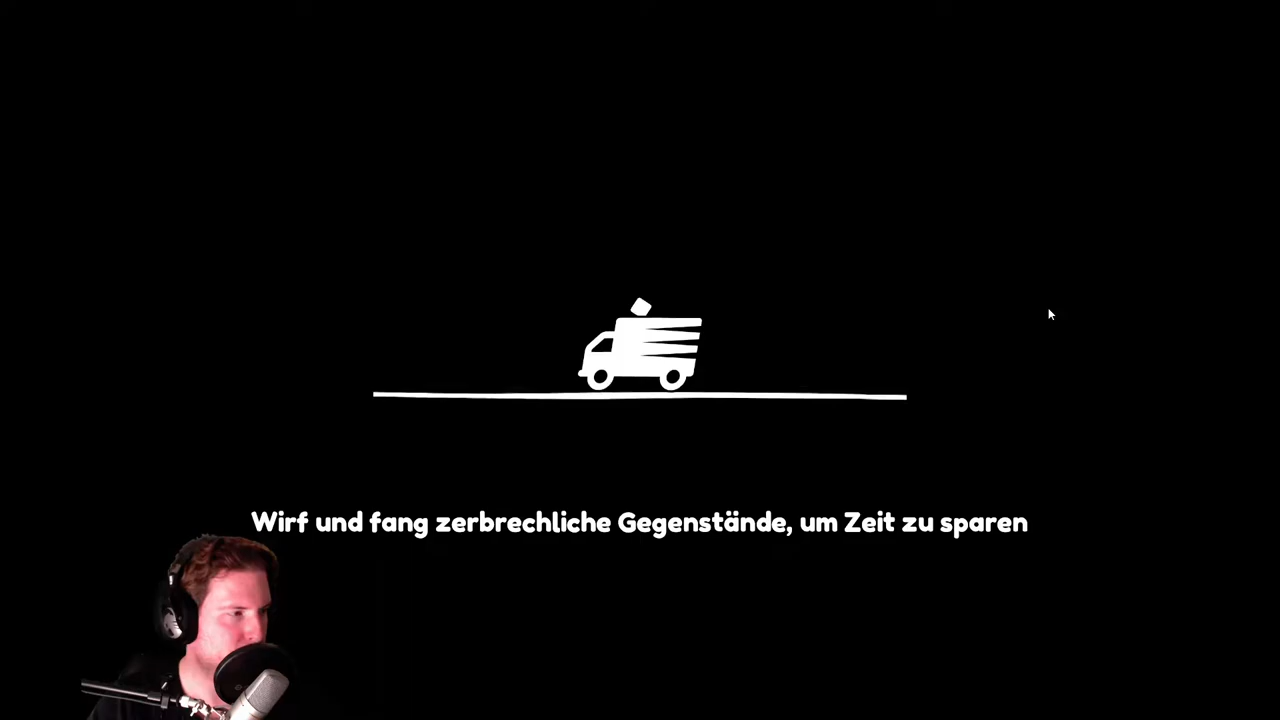 Wirf und fang zerbrechliche Gegenstände, um Zeit zu sparen